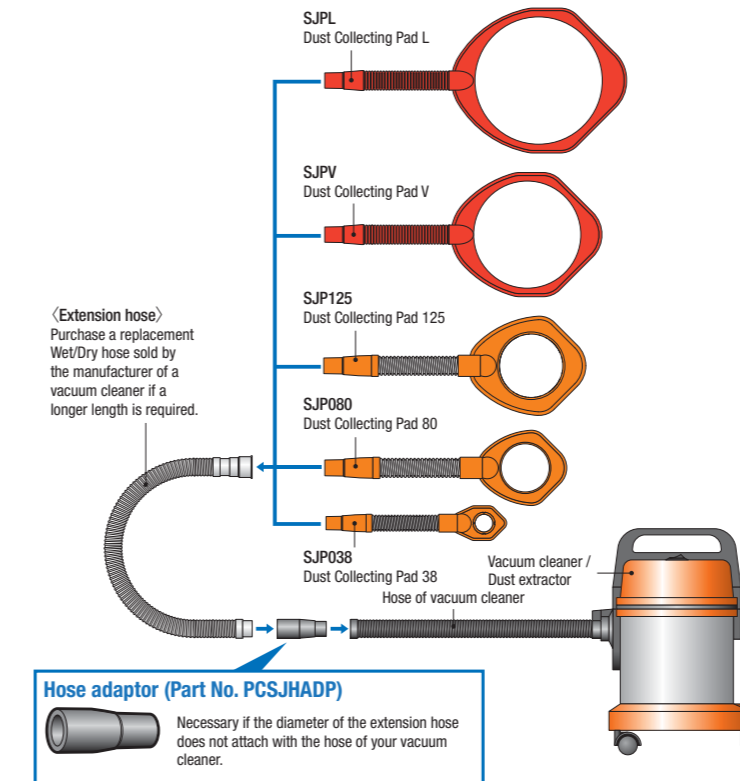 SJPL
Dust Collecting Pad L
SJPV
Dust Collecting Pad V
SJP125
Dust Collecting Pad 125
SJP080
Dust Collecting Pad 80
SJP038
Dust Collecting Pad 38
〈Extension hose〉
Purchase a replacement
Wet/Dry hose sold by
the manufacturer of a
vacuum cleaner if a
longer length is required.
Vacuum cleaner /
Dust extractor
Hose of vacuum cleaner
Hose adaptor (Part No. PCSJHADP)
Necessary if the diameter of the extension hose
does not attach with the hose of your vacuum
cleaner.